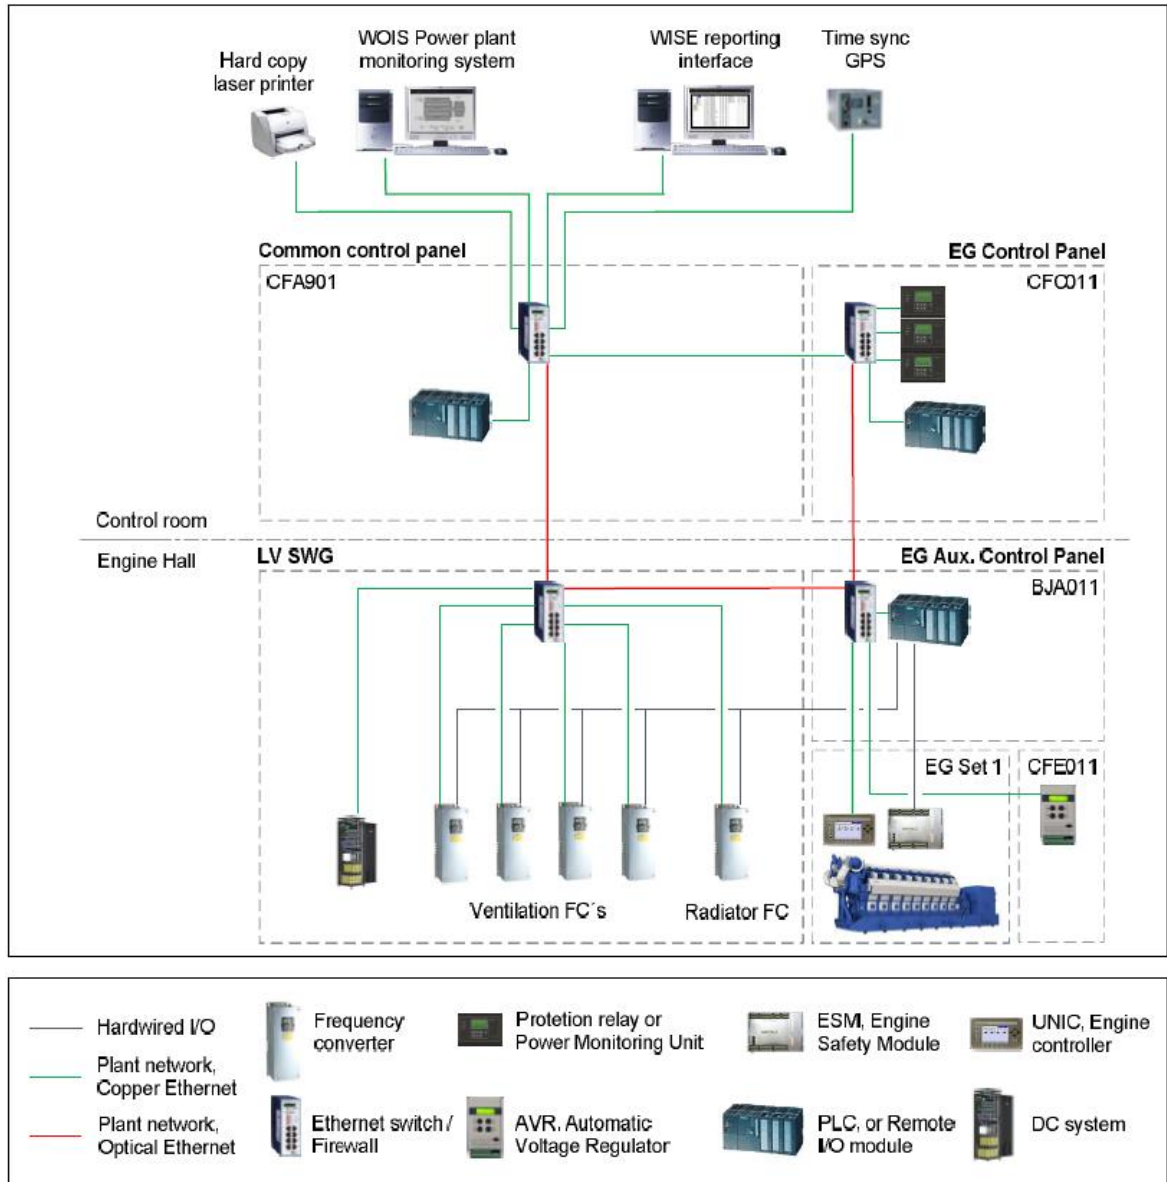 Hard copy
laser printer
WOIS Power plant
monitoring system
WISE reporting
interface
Time sync
GPS
Common control panel
CFA901
EG Control Panel
CFC011
Control room
Engine Hall
LV SWG
EG Aux. Control Panel
BJA011
EG Set 1
CFE011
Ventilation FC´s
Radiator FC
Hardwired I/O
Plant network,
Copper Ethernet
Plant network,
Optical Ethernet
Frequency
converter
Ethernet switch /
Firewall
Protetion relay or
Power Monitoring Unit
AVR, Automatic
Voltage Regulator
ESM, Engine
Safety Module
PLC, or Remote
I/O module
UNIC, Engine
controller
DC system